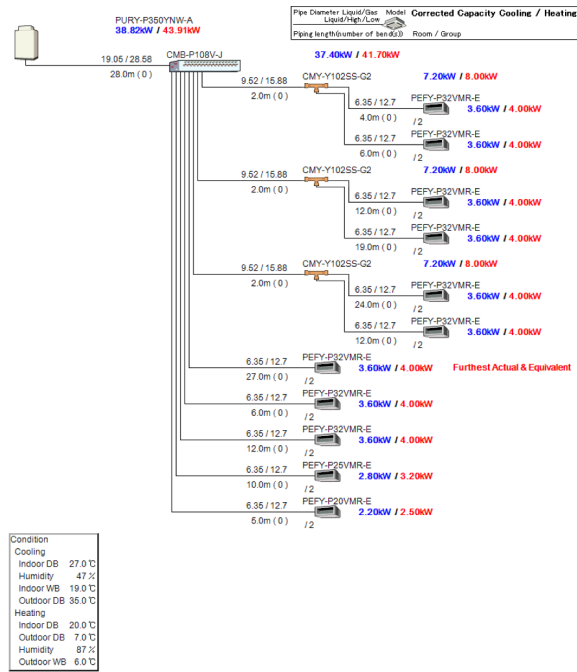 Pipe Diameter Liquid/Gas Model Corrected Capacity Cooling / Heating
Liquid/High/Low
Piping length(number of bend(s)) Room / Group
PURY-P350YNW-A
38.82kW / 43.91kW
19.05 / 28.58
28.0m ( 0 )
CMB-P108V-J
37.40kW / 41.70kW
9.52 / 15.88
2.0m ( 0 )
CMY-Y102SS-G2
7.20kW / 8.00kW
6.35 / 12.7
4.0m ( 0 )
PEFY-P32VMR-E
3.60kW / 4.00kW
/ 2
6.35 / 12.7
6.0m ( 0 )
PEFY-P32VMR-E
3.60kW / 4.00kW
/ 2
9.52 / 15.88
2.0m ( 0 )
CMY-Y102SS-G2
7.20kW / 8.00kW
6.35 / 12.7
12.0m ( 0 )
PEFY-P32VMR-E
3.60kW / 4.00kW
/ 2
6.35 / 12.7
19.0m ( 0 )
PEFY-P32VMR-E
3.60kW / 4.00kW
/ 2
9.52 / 15.88
2.0m ( 0 )
CMY-Y102SS-G2
7.20kW / 8.00kW
6.35 / 12.7
24.0m ( 0 )
PEFY-P32VMR-E
3.60kW / 4.00kW
/ 2
6.35 / 12.7
12.0m ( 0 )
PEFY-P32VMR-E
3.60kW / 4.00kW
/ 2
6.35 / 12.7
27.0m ( 0 )
PEFY-P32VMR-E
3.60kW / 4.00kW
Furthest Actual & Equivalent
/ 2
6.35 / 12.7
6.0m ( 0 )
PEFY-P32VMR-E
3.60kW / 4.00kW
/ 2
6.35 / 12.7
12.0m ( 0 )
PEFY-P32VMR-E
3.60kW / 4.00kW
/ 2
6.35 / 12.7
10.0m ( 0 )
PEFY-P25VMR-E
2.80kW / 3.20kW
/ 2
6.35 / 12.7
5.0m ( 0 )
PEFY-P20VMR-E
2.20kW / 2.50kW
/ 2
Condition
Cooling
Indoor DB 27.0 ℃
Humidity 47 %
Indoor WB 19.0 ℃
Outdoor DB 35.0 ℃
Heating
Indoor DB 20.0 ℃
Outdoor DB 7.0 ℃
Humidity 87 %
Outdoor WB 6.0 ℃